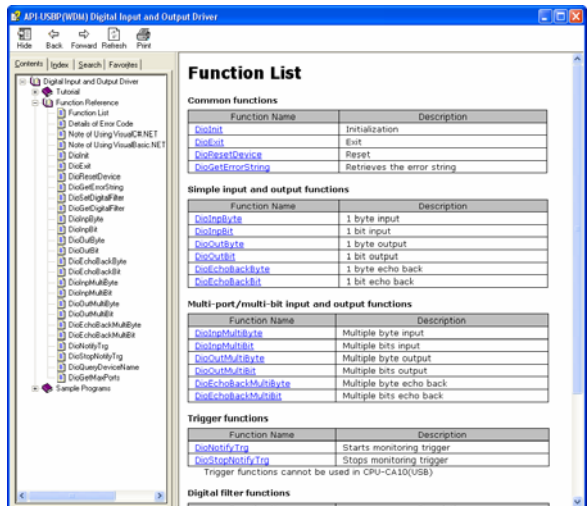 API-USBP(WDM) Digital Input and Output Driver
Hide Back Forward Refresh Print
Contents Index Search Favorites
Digital Input and Output Driver
Tutorial
Function Reference
Function List
Details of Error Code
Note of Using VisualC#.NET
Note of Using VisualBasic.NET
DioInit
DioExit
DioResetDevice
DioGetErrorString
DioSetDigitalFilter
DioGetDigitalFilter
DioInpByte
DioInpBit
DioOutByte
DioOutBit
DioEchoBackByte
DioEchoBackBit
DioInpMultiByte
DioInpMultiBit
DioOutMultiByte
DioOutMultiBit
DioEchoBackMultiByte
DioEchoBackMultiBit
DioNotifyTrg
DioStopNotifyTrg
DioQueryDeviceName
DioGetMaxPorts
Sample Programs
Function List
Common functions
Function Name Description
DioInit Initialization
DioExit Exit
DioResetDevice Reset
DioGetErrorString Retrieves the error string
Simple input and output functions
Function Name Description
DioInpByte 1 byte input
DioInpBit 1 bit input
DioOutByte 1 byte output
DioOutBit 1 bit output
DioEchoBackByte 1 byte echo back
DioEchoBackBit 1 bit echo back
Multi-port/multi-bit input and output functions
Function Name Description
DioInpMultiByte Multiple byte input
DioInpMultiBit Multiple bits input
DioOutMultiByte Multiple byte output
DioOutMultiBit Multiple bits output
DioEchoBackMultiByte Multiple byte echo back
DioEchoBackMultiBit Multiple bits echo back
Trigger functions
Function Name Description
DioNotifyTrg Starts monitoring trigger
DioStopNotifyTrg Stops monitoring trigger
Trigger functions cannot be used in CPU-CA10(USB)
Digital filter functions